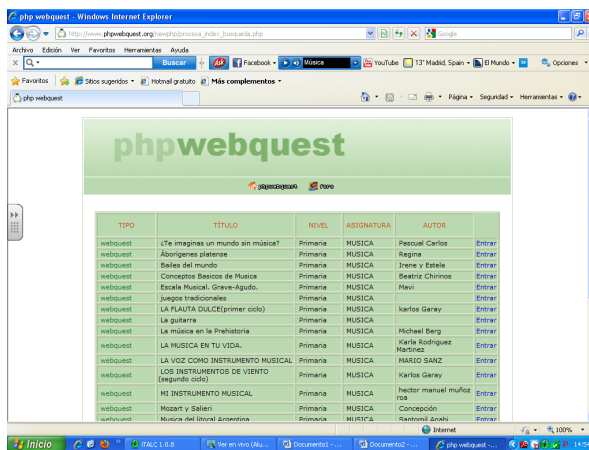 php webquest - Windows Internet Explorer
http://www.phpwebquest.org/newphp/procesa_index_busqueda.php
Google
Archivo Edición Ver Favoritos Herramientas Ayuda
x Q Buscar Ask Facebook Música YouTube 13° Madrid, Spain El Mundo Opciones
Favoritos Sitios sugeridos Hotmail gratuito Más complementos
php webquest Página Seguridad Herramientas
phpwebquest
phpwebquest foro
TIPO TÍTULO NIVEL ASIGNATURA AUTOR
webquest ¿Te imaginas un mundo sin música? Primaria MUSICA Pascual Carlos Entrar
webquest Aborígenes platense Primaria MUSICA Regina Entrar
webquest Bailes del mundo Primaria MUSICA Irene y Estela Entrar
webquest Conceptos Basicos de Musica Primaria MUSICA Beatriz Chirinos Entrar
webquest Escala Musical. Grave-Agudo. Primaria MUSICA Mavi Entrar
webquest juegos tradicionales Primaria MUSICA Entrar
webquest LA FLAUTA DULCE(primer ciclo) Primaria MUSICA karlos Garay Entrar
webquest La guitarra Primaria MUSICA Entrar
webquest La música en la Prehistoria Primaria MUSICA Michael Berg Entrar
webquest LA MUSICA EN TU VIDA. Primaria MUSICA Karla Rodriguez Martinez Entrar
webquest LA VOZ COMO INSTRUMENTO MUSICAL Primaria MUSICA MARIO SANZ Entrar
webquest LOS INSTRUMENTOS DE VIENTO (segundo ciclo) Primaria MUSICA Karlos Garay Entrar
webquest MI INSTRUMENTO MUSICAL Primaria MUSICA hector manuel muñoz roa Entrar
webquest Mozart y Salieri Primaria MUSICA Concepción Entrar
webquest Musica del litoral Argentina Primaria MUSICA Santomil Anahi Entrar
Internet 100%
Inicio iTALC 1.0.8 Ver en vivo (Alu... Documento1 - ... Documento2 - ... php webquest -... 14:54